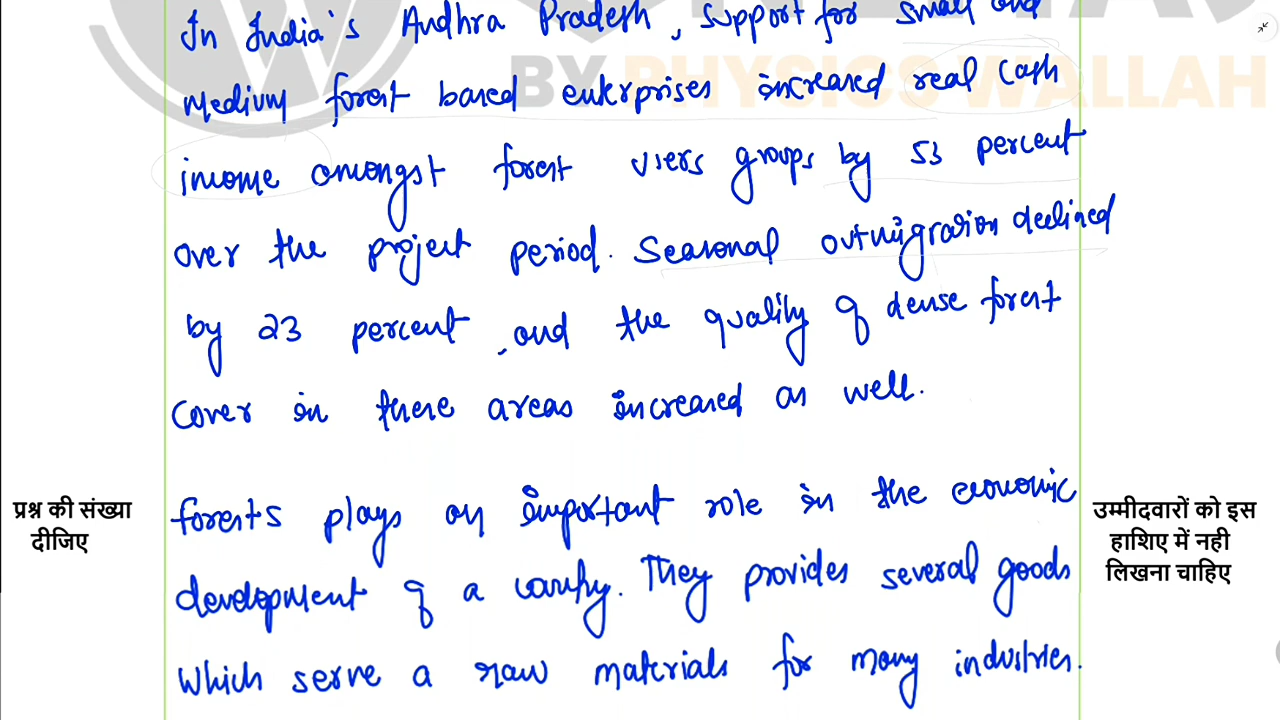 In India's Andhra Pradesh, support for small and
BY PHYSICS WALLAH
Medium forest based enterprises increased real cash
income amongst forest users groups by 53 percent
over the project period. Seasonal outmigration declined
by 23 percent, and the quality of dense forest
cover in these areas increased as well.
प्रश्न की संख्या
दीजिए
उम्मीदवारों को इस
हाशिए में नही
लिखना चाहिए
forests plays an important role in the economic
development of a country. They provides several goods
which serve a raw materials for many industries.